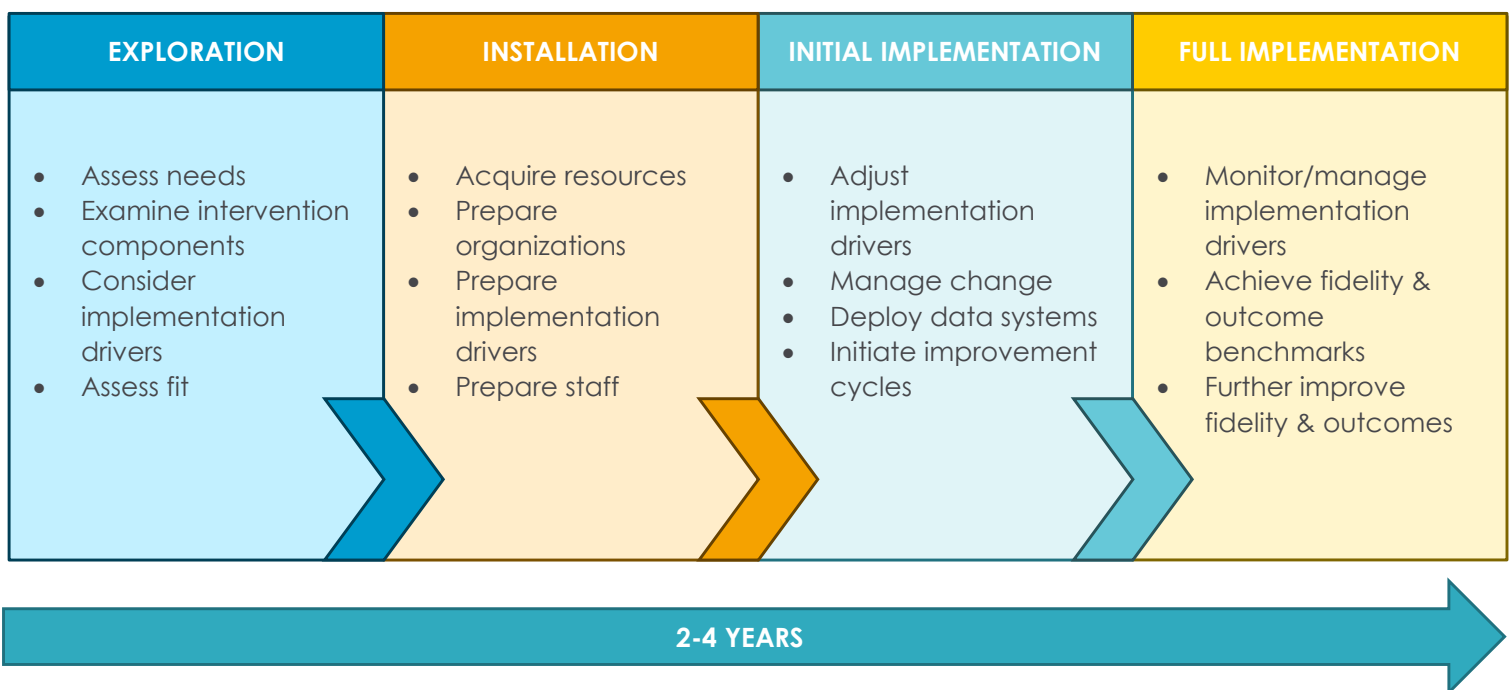 EXPLORATION
• Assess needs
• Examine intervention
components
• Consider
implementation
drivers
• Assess fit
INSTALLATION
• Acquire resources
• Prepare
organizations
• Prepare
implementation
drivers
• Prepare staff
INITIAL IMPLEMENTATION
• Adjust
implementation
drivers
• Manage change
• Deploy data systems
• Initiate improvement
cycles
FULL IMPLEMENTATION
• Monitor/manage
implementation
drivers
• Achieve fidelity &
outcome
benchmarks
• Further improve
fidelity & outcomes
2-4 YEARS